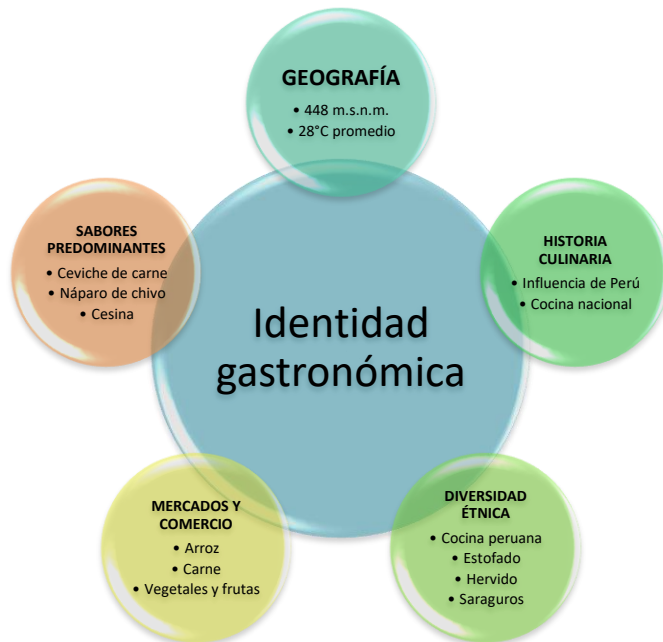 GEOGRAFÍA
• 448 m.s.n.m.
• 28°C promedio
SABORES
PREDOMINANTES
• Ceviche de carne
• Náparo de chivo
• Cesina
HISTORIA
CULINARIA
• Influencia de Perú
• Cocina nacional
Identidad
gastronómica
MERCADOS Y
COMERCIO
• Arroz
• Carne
• Vegetales y frutas
DIVERSIDAD
ÉTNICA
• Cocina peruana
• Estofado
• Hervido
• Saraguros